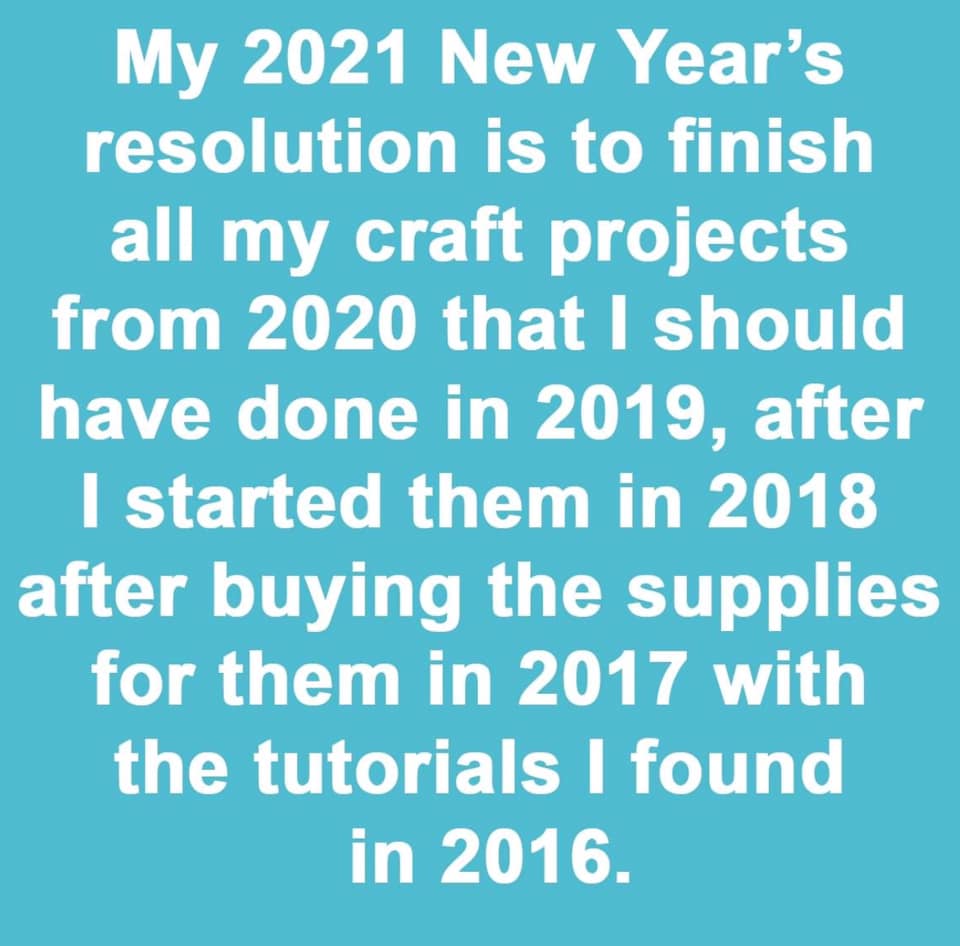 My 2021 New Year’s
resolution is to finish
all my craft projects
from 2020 that I should
have done in 2019, after
I started them in 2018
after buying the supplies
for them in 2017 with
the tutorials I found
in 2016.